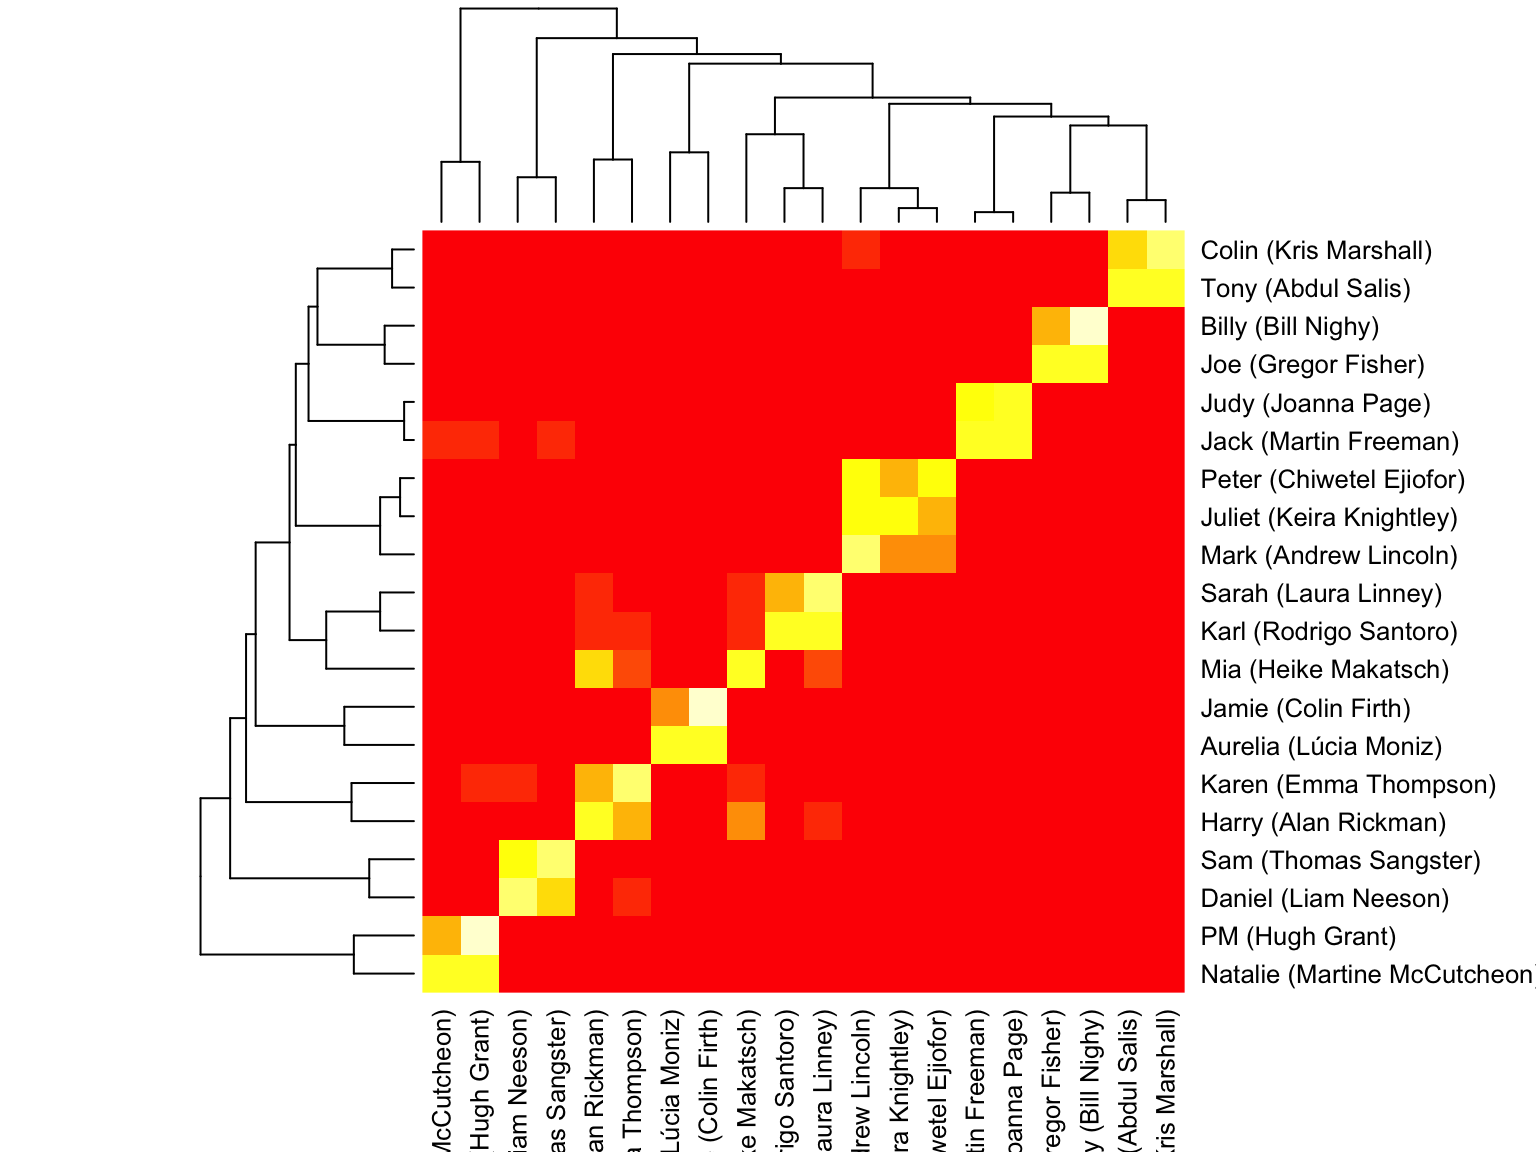 Colin (Kris Marshall)
Tony (Abdul Salis)
Billy (Bill Nighy)
Joe (Gregor Fisher)
Judy (Joanna Page)
Jack (Martin Freeman)
Peter (Chiwetel Ejiofor)
Juliet (Keira Knightley)
Mark (Andrew Lincoln)
Sarah (Laura Linney)
Karl (Rodrigo Santoro)
Mia (Heike Makatsch)
Jamie (Colin Firth)
Aurelia (Lúcia Moniz)
Karen (Emma Thompson)
Harry (Alan Rickman)
Sam (Thomas Sangster)
Daniel (Liam Neeson)
PM (Hugh Grant)
Natalie (Martine McCutcheon)
McCutcheon)
(Hugh Grant)
iam Neeson)
as Sangster)
an Rickman)
a Thompson)
Lúcia Moniz)
(Colin Firth)
ke Makatsch)
rigo Santoro)
aura Linney)
drew Lincoln)
ra Knightley)
wetel Ejiofor)
tin Freeman)
oanna Page)
regor Fisher)
y (Bill Nighy)
(Abdul Salis)
Kris Marshall)